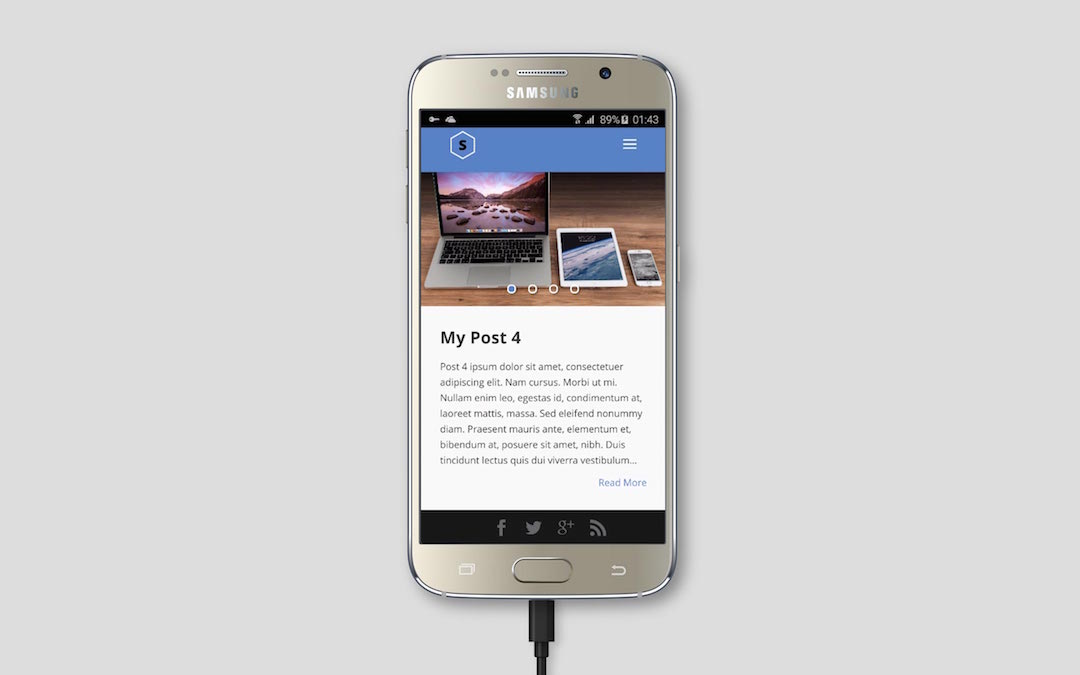 SAMSUNG
89% 01:43
S
My Post 4
Post 4 ipsum dolor sit amet, consectetuer
adipiscing elit. Nam cursus. Morbi ut mi.
Nullam enim leo, egestas id, condimentum at,
laoreet mattis, massa. Sed eleifend nonummy
diam. Praesent mauris ante, elementum et,
bibendum at, posuere sit amet, nibh. Duis
tincidunt lectus quis dui viverra vestibulum...
Read More
g+